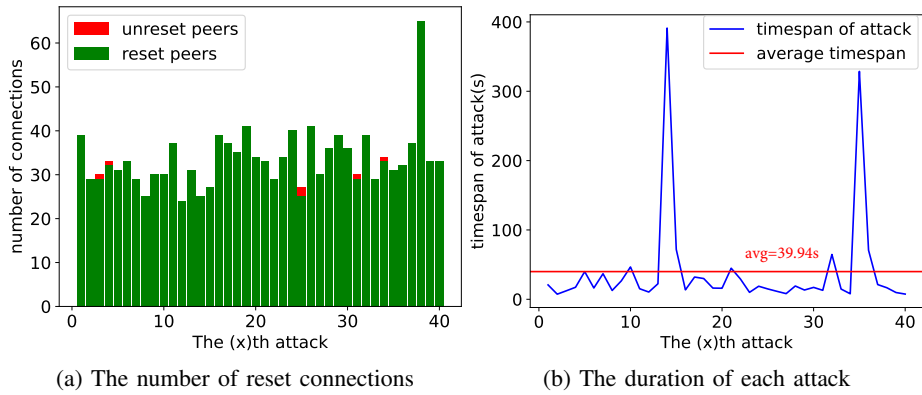 unreset peers
reset peers
number of connections
60
50
40
30
20
10
0
0 10 20 30 40
The (x)th attack
(a) The number of reset connections
timespan of attack
average timespan
timespan of attack(s)
400
300
200
100
0
avg=39.94s
0 10 20 30 40
The (x)th attack
(b) The duration of each attack